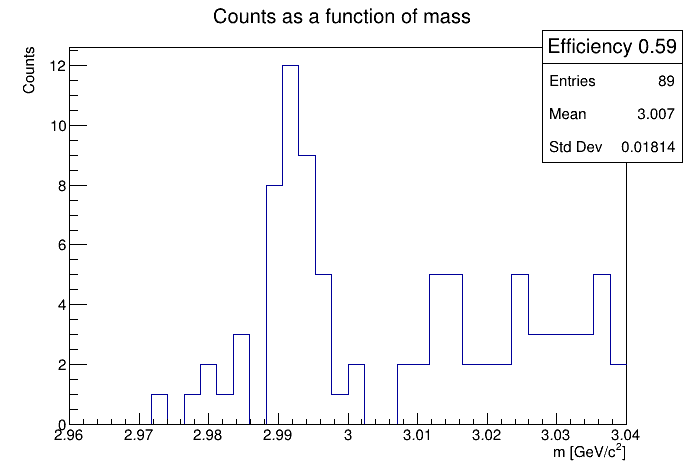 Counts as a function of mass
Counts
Efficiency 0.59
Entries 89
Mean 3.007
Std Dev 0.01814
12
10
8
6
4
2
0
2.96 2.97 2.98 2.99 3 3.01 3.02 3.03 3.04
m [GeV/c²]